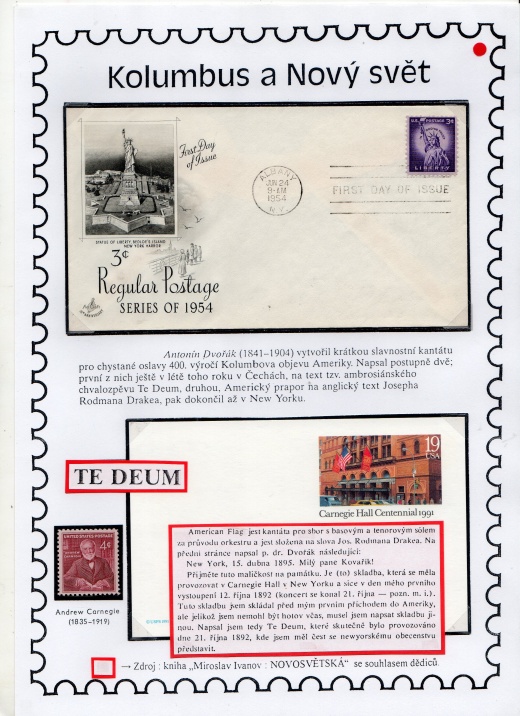 Kolumbus a Nový svět
First Day
of Issue
U.S. POSTAGE 3¢
LIBERTY
ALBANY
JUN 24
9-AM
1954
N.Y.
FIRST DAY OF ISSUE
STATUE OF LIBERTY, BEDLOE'S ISLAND
NEW YORK HARBOR
3¢
Regular Postage
SERIES OF 1954
Antonín Dvořák (1841–1904) vytvořil krátkou slavnostní kantátu
pro chystané oslavy 400. výročí Kolumbova objevu Ameriky. Napsal postupně dvě;
první z nich ještě v létě toho roku v Čechách, na text tzv. ambrosiánského
chvalozpěvu Te Deum, druhou, Americký prapor na anglický text Josepha
Rodmana Drakea, pak dokončil až v New Yorku.
TE DEUM
19
USA
Carnegie Hall Centennial 1991
UNITED STATES POSTAGE
4¢
Andrew Carnegie
(1835–1919)
American Flag jest kantáta pro sbor s basovým a tenorovým sólem
za průvodu orkestru a jest složena na slova Jos. Rodmana Drakea. Na
přední stránce napsal p. dr. Dvořák následující:
New York, 15. dubna 1895. Milý pane Kovařík!
Přijměte tuto maličkost na památku. Je (to) skladba, která se měla
provozovat v Carnegie Hall v New Yorku a sice v den mého prvního
vystoupení 12. října 1892 (koncert se konal 21. října — pozn. m i.).
Tuto skladbu jsem skládal před mým prvním příchodem do Ameriky,
ale jelikož jsem nemohl být hotov včas, musel jsem napsat skladbu ji-
nou. Napsal jsem tedy Te Deum, které skutečně bylo provozováno
dne 21. října 1892, kde jsem měl čest se newyorskému obecenstvu
představit.
→ Zdroj : kniha „Miroslav Ivanov : NOVOSVĚTSKÁ“ se souhlasem dědiců.